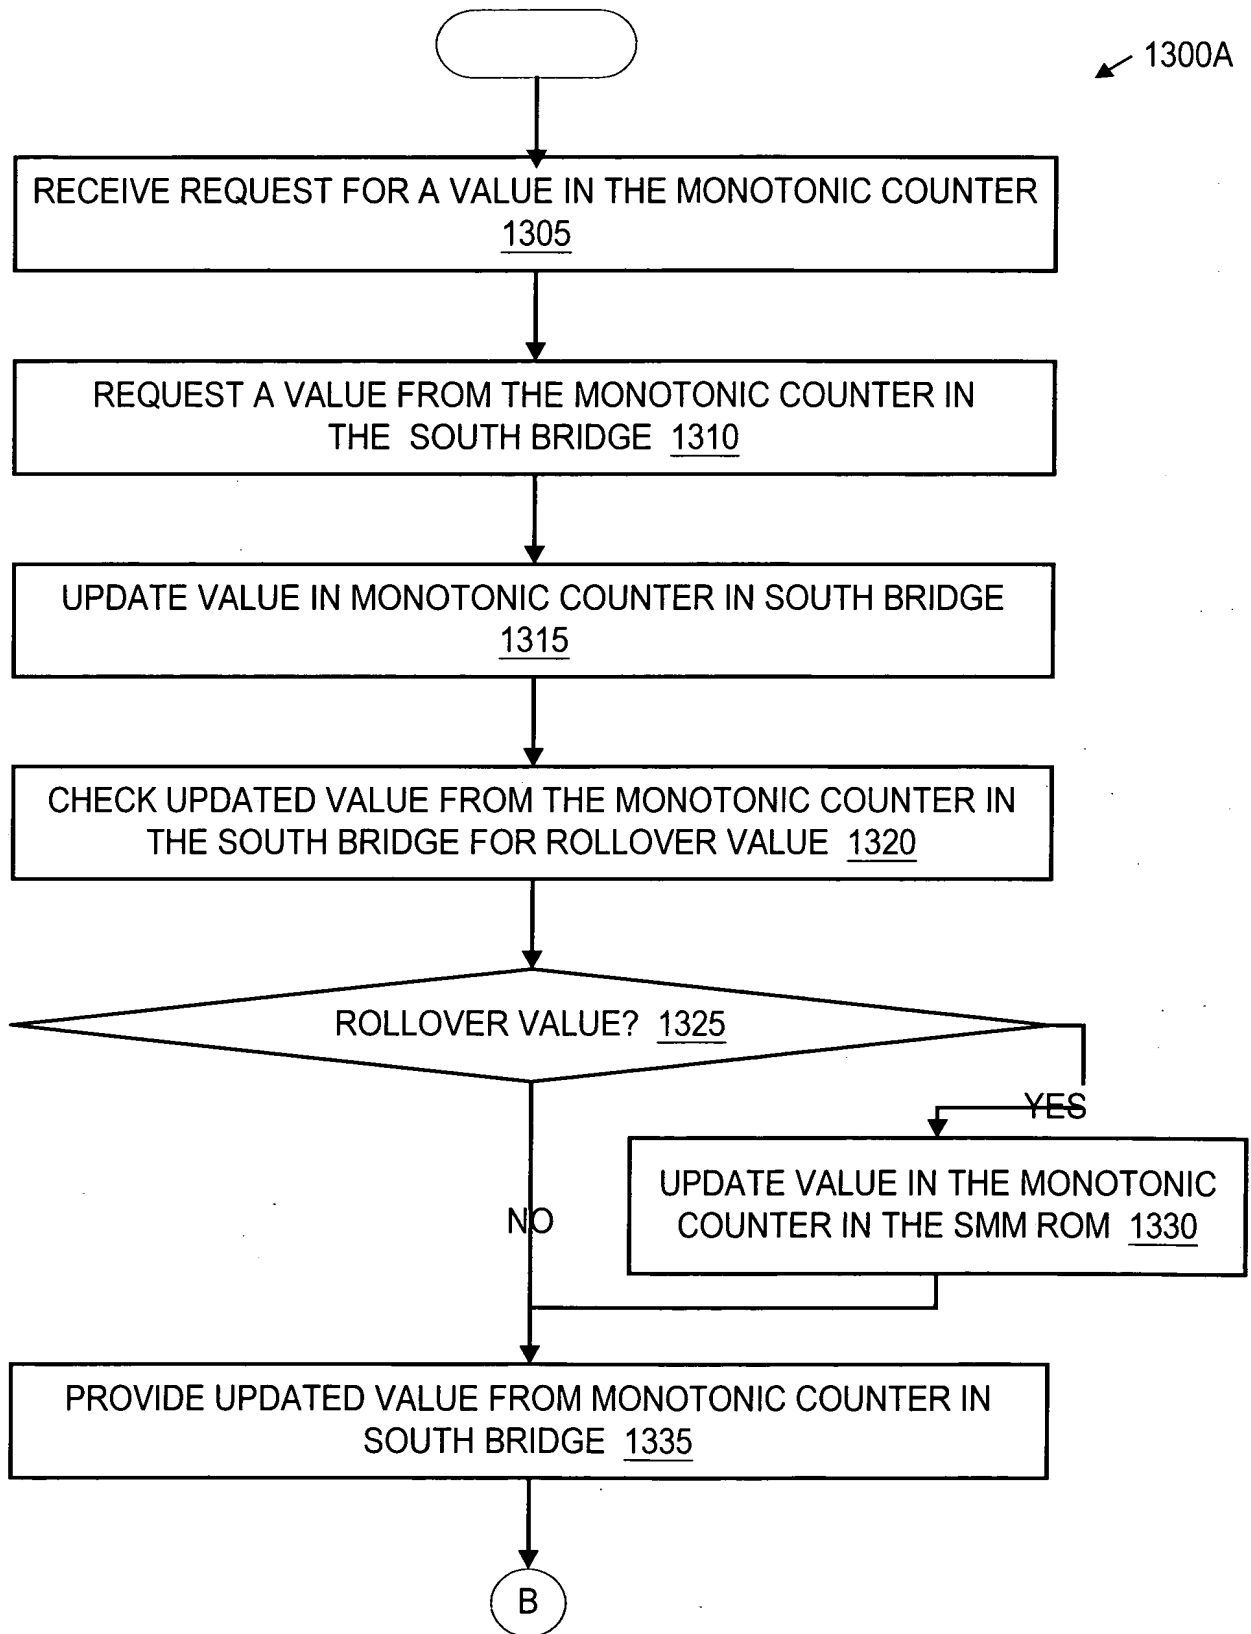 1300A
RECEIVE REQUEST FOR A VALUE IN THE MONOTONIC COUNTER
1305
REQUEST A VALUE FROM THE MONOTONIC COUNTER IN
THE SOUTH BRIDGE 1310
UPDATE VALUE IN MONOTONIC COUNTER IN SOUTH BRIDGE
1315
CHECK UPDATED VALUE FROM THE MONOTONIC COUNTER IN
THE SOUTH BRIDGE FOR ROLLOVER VALUE 1320
ROLLOVER VALUE? 1325
YES
UPDATE VALUE IN THE MONOTONIC
COUNTER IN THE SMM ROM 1330
NO
PROVIDE UPDATED VALUE FROM MONOTONIC COUNTER IN
SOUTH BRIDGE 1335
B